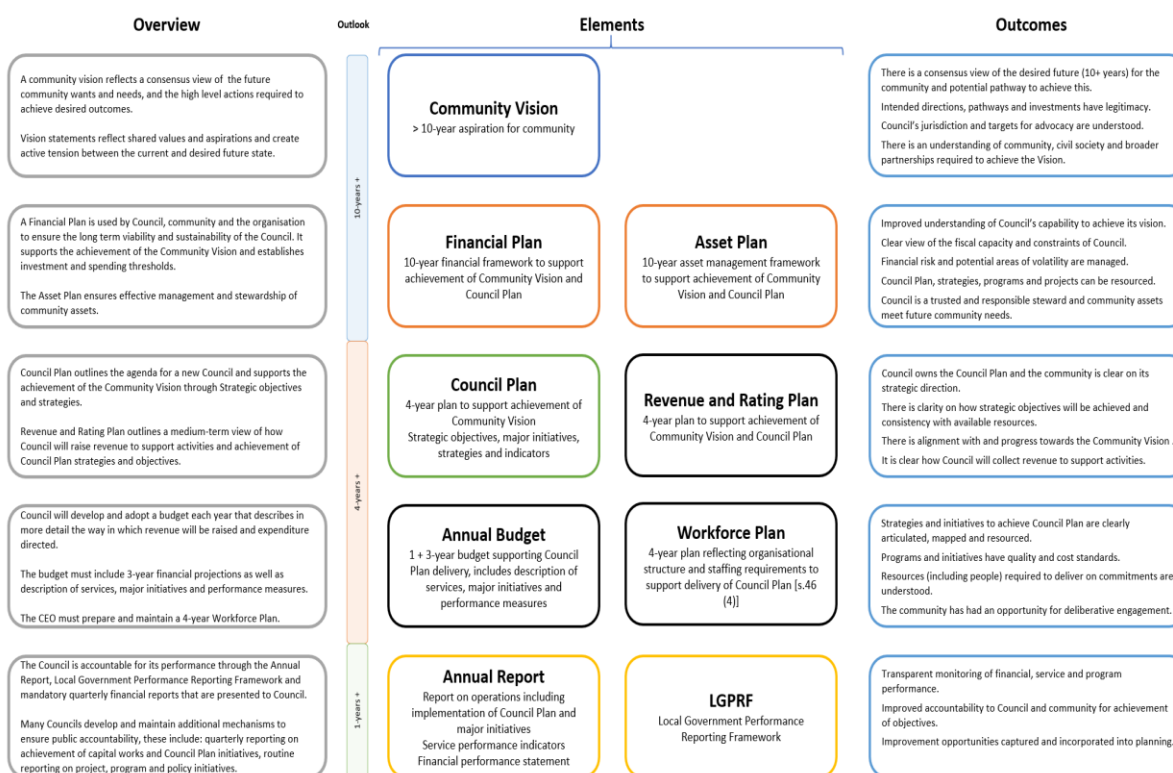 Overview
Outlook
Elements
Outcomes
A community vision reflects a consensus view of the future
community wants and needs, and the high level actions required to
achieve desired outcomes.
Vision statements reflect shared values and aspirations and create
active tension between the current and desired future state.
10-years +
Community Vision
> 10-year aspiration for community
There is a consensus view of the desired future (10+ years) for the
community and potential pathway to achieve this.
Intended directions, pathways and investments have legitimacy.
Council's jurisdiction and targets for advocacy are understood.
There is an understanding of community, civil society and broader
partnerships required to achieve the Vision.
A Financial Plan is used by Council, community and the organisation
to ensure the long term viability and sustainability of the Council. It
supports the achievement of the Community Vision and establishes
investment and spending thresholds.
The Asset Plan ensures effective management and stewardship of
community assets.
Financial Plan
10-year financial framework to support
achievement of Community Vision and
Council Plan
Asset Plan
10-year asset management framework
to support achievement of Community
Vision and Council Plan
Improved understanding of Council's capability to achieve its vision.
Clear view of the fiscal capacity and constraints of Council.
Financial risk and potential areas of volatility are managed.
Council Plan, strategies, programs and projects can be resourced.
Council is a trusted and responsible steward and community assets
meet future community needs.
Council Plan outlines the agenda for a new Council and supports the
achievement of the Community Vision through Strategic objectives
and strategies.
Revenue and Rating Plan outlines a medium-term view of how
Council will raise revenue to support activities and achievement of
Council Plan strategies and objectives.
4-years +
Council Plan
4-year plan to support achievement of
Community Vision
Strategic objectives, major initiatives,
strategies and indicators
Revenue and Rating Plan
4-year plan to support achievement of
Community Vision and Council Plan
Council owns the Council Plan and the community is clear on its
strategic direction.
There is clarity on how strategic objectives will be achieved and
consistency with available resources.
There is alignment with and progress towards the Community Vision .
It is clear how Council will collect revenue to support activities.
Council will develop and adopt a budget each year that describes in
more detail the way in which revenue will be raised and expenditure
directed.
The budget must include 3-year financial projections as well as
description of services, major initiatives and performance measures.
The CEO must prepare and maintain a 4-year Workforce Plan.
Annual Budget
1 + 3-year budget supporting Council
Plan delivery, includes description of
services, major initiatives and
performance measures
Workforce Plan
4-year plan reflecting organisational
structure and staffing requirements to
support delivery of Council Plan [s.46
(4)]
Strategies and initiatives to achieve Council Plan are clearly
articulated, mapped and resourced.
Programs and initiatives have quality and cost standards.
Resources (including people) required to deliver on commitments are
understood.
The community has had an opportunity for deliberative engagement.
The Council is accountable for its performance through the Annual
Report, Local Government Performance Reporting Framework and
mandatory quarterly financial reports that are presented to Council.
Many Councils develop and maintain additional mechanisms to
ensure public accountability, these include: quarterly reporting on
achievement of capital works and Council Plan initiatives, routine
reporting on project, program and policy initiatives.
1-years +
Annual Report
Report on operations including
implementation of Council Plan and
major initiatives
Service performance indicators
Financial performance statement
LGPRF
Local Government Performance
Reporting Framework
Transparent monitoring of financial, service and program
performance.
Improved accountability to Council and community for achievement
of objectives.
Improvement opportunities captured and incorporated into planning.